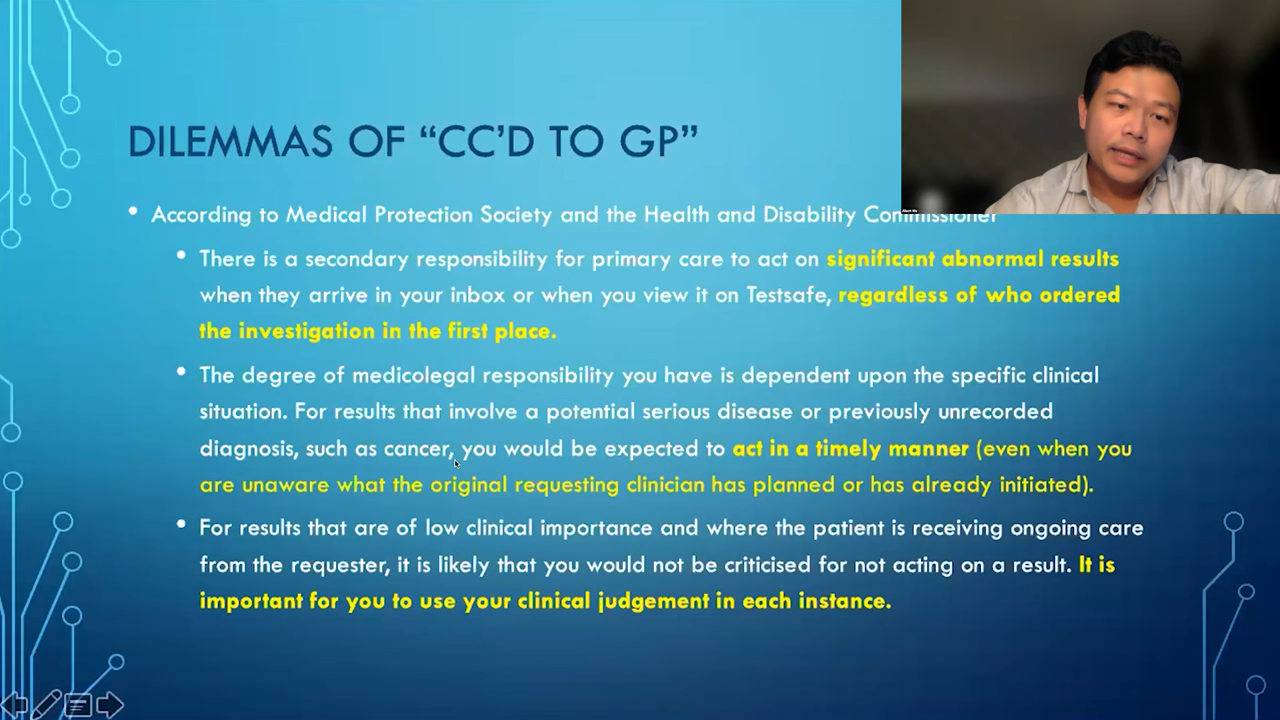 DILEMMAS OF “CC’D TO GP”
According to Medical Protection Society and the Health and Disability Commissioner
There is a secondary responsibility for primary care to act on significant abnormal results
when they arrive in your inbox or when you view it on Testsafe, regardless of who ordered
the investigation in the first place.
The degree of medicolegal responsibility you have is dependent upon the specific clinical
situation. For results that involve a potential serious disease or previously unrecorded
diagnosis, such as cancer, you would be expected to act in a timely manner (even when you
are unaware what the original requesting clinician has planned or has already initiated).
For results that are of low clinical importance and where the patient is receiving ongoing care
from the requester, it is likely that you would not be criticised for not acting on a result. It is
important for you to use your clinical judgement in each instance.